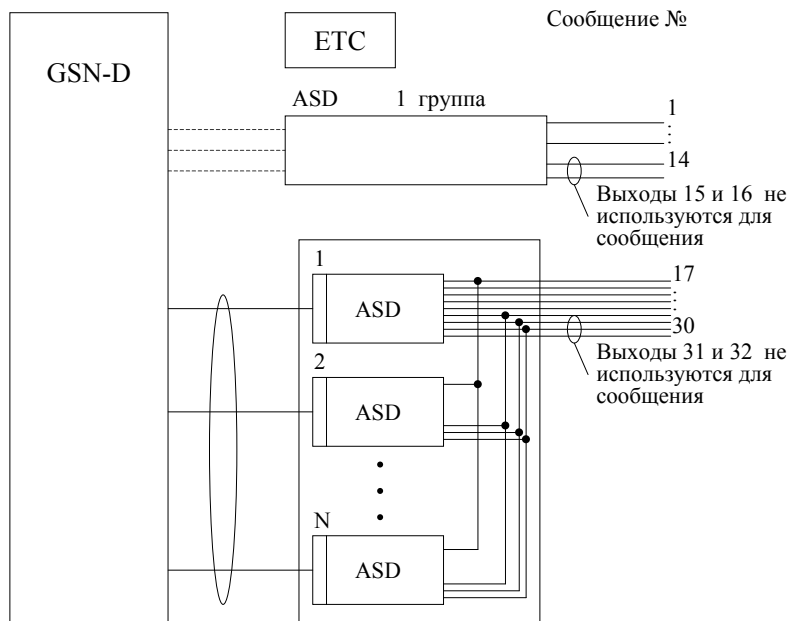 Сообщение №
ETC
GSN-D
ASD 1 группа
1
14
Выходы 15 и 16 не
используются для
сообщения
1
ASD
17
30
Выходы 31 и 32 не
используются для
сообщения
2
ASD
N
ASD